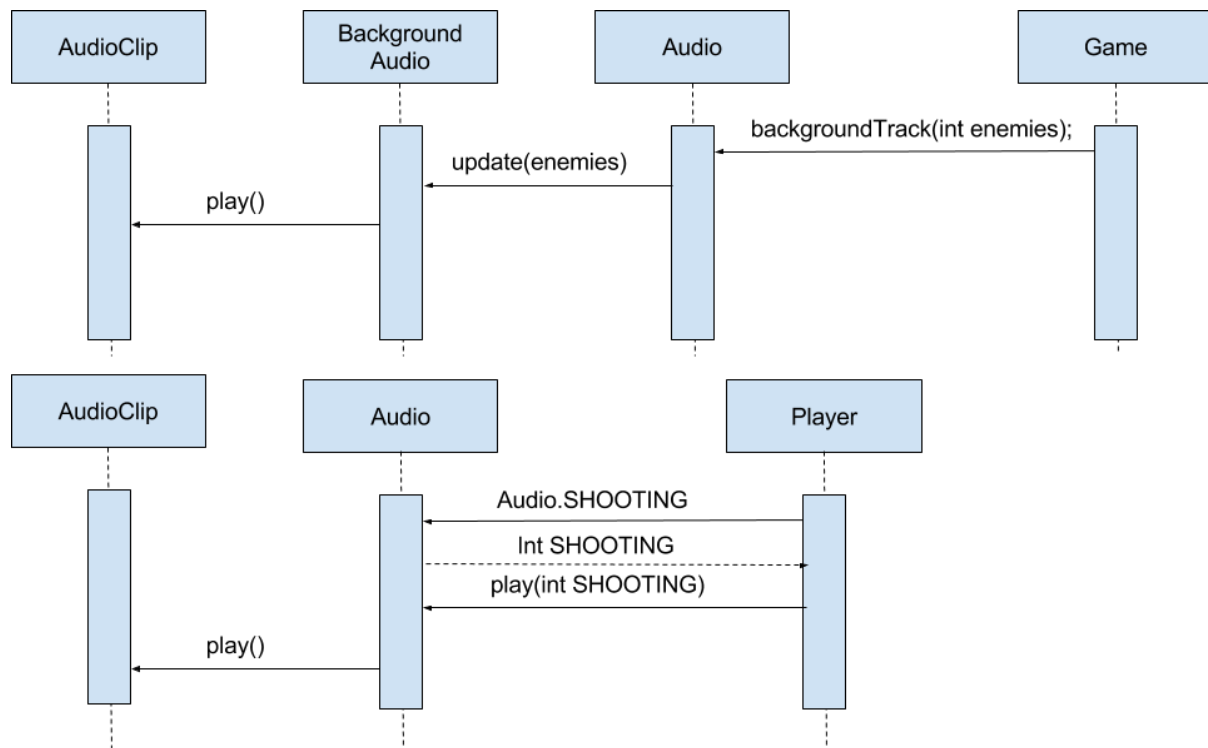 AudioClip
Background
Audio
Audio
Game
backgroundTrack(int enemies);
update(enemies)
play()
AudioClip
Audio
Player
Audio.SHOOTING
Int SHOOTING
play(int SHOOTING)
play()